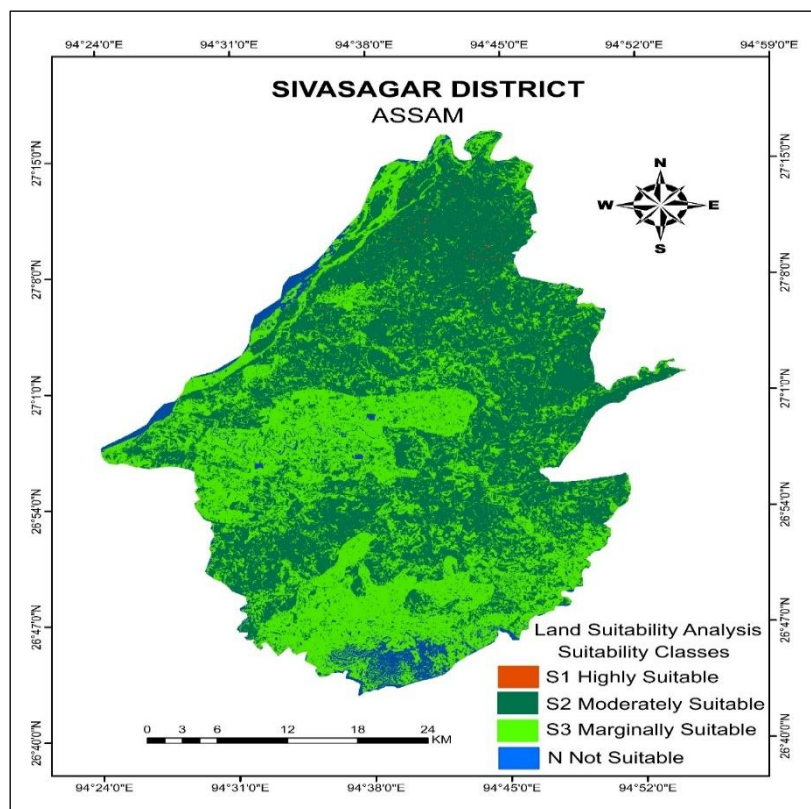 94°24'0"E 94°31'0"E 94°38'0"E 94°45'0"E 94°52'0"E 94°59'0"E
SIVASAGAR DISTRICT
ASSAM
27°15'0"N 27°15'0"N
N
W E
S
27°8'0"N 27°8'0"N
27°1'0"N 27°1'0"N
26°54'0"N 26°54'0"N
26°47'0"N 26°47'0"N
Land Suitability Analysis
Suitability Classes
S1 Highly Suitable
S2 Moderately Suitable
S3 Marginally Suitable
N Not Suitable
0 3 6 12 18 24
KM
26°40'0"N 26°40'0"N
94°24'0"E 94°31'0"E 94°38'0"E 94°45'0"E 94°52'0"E